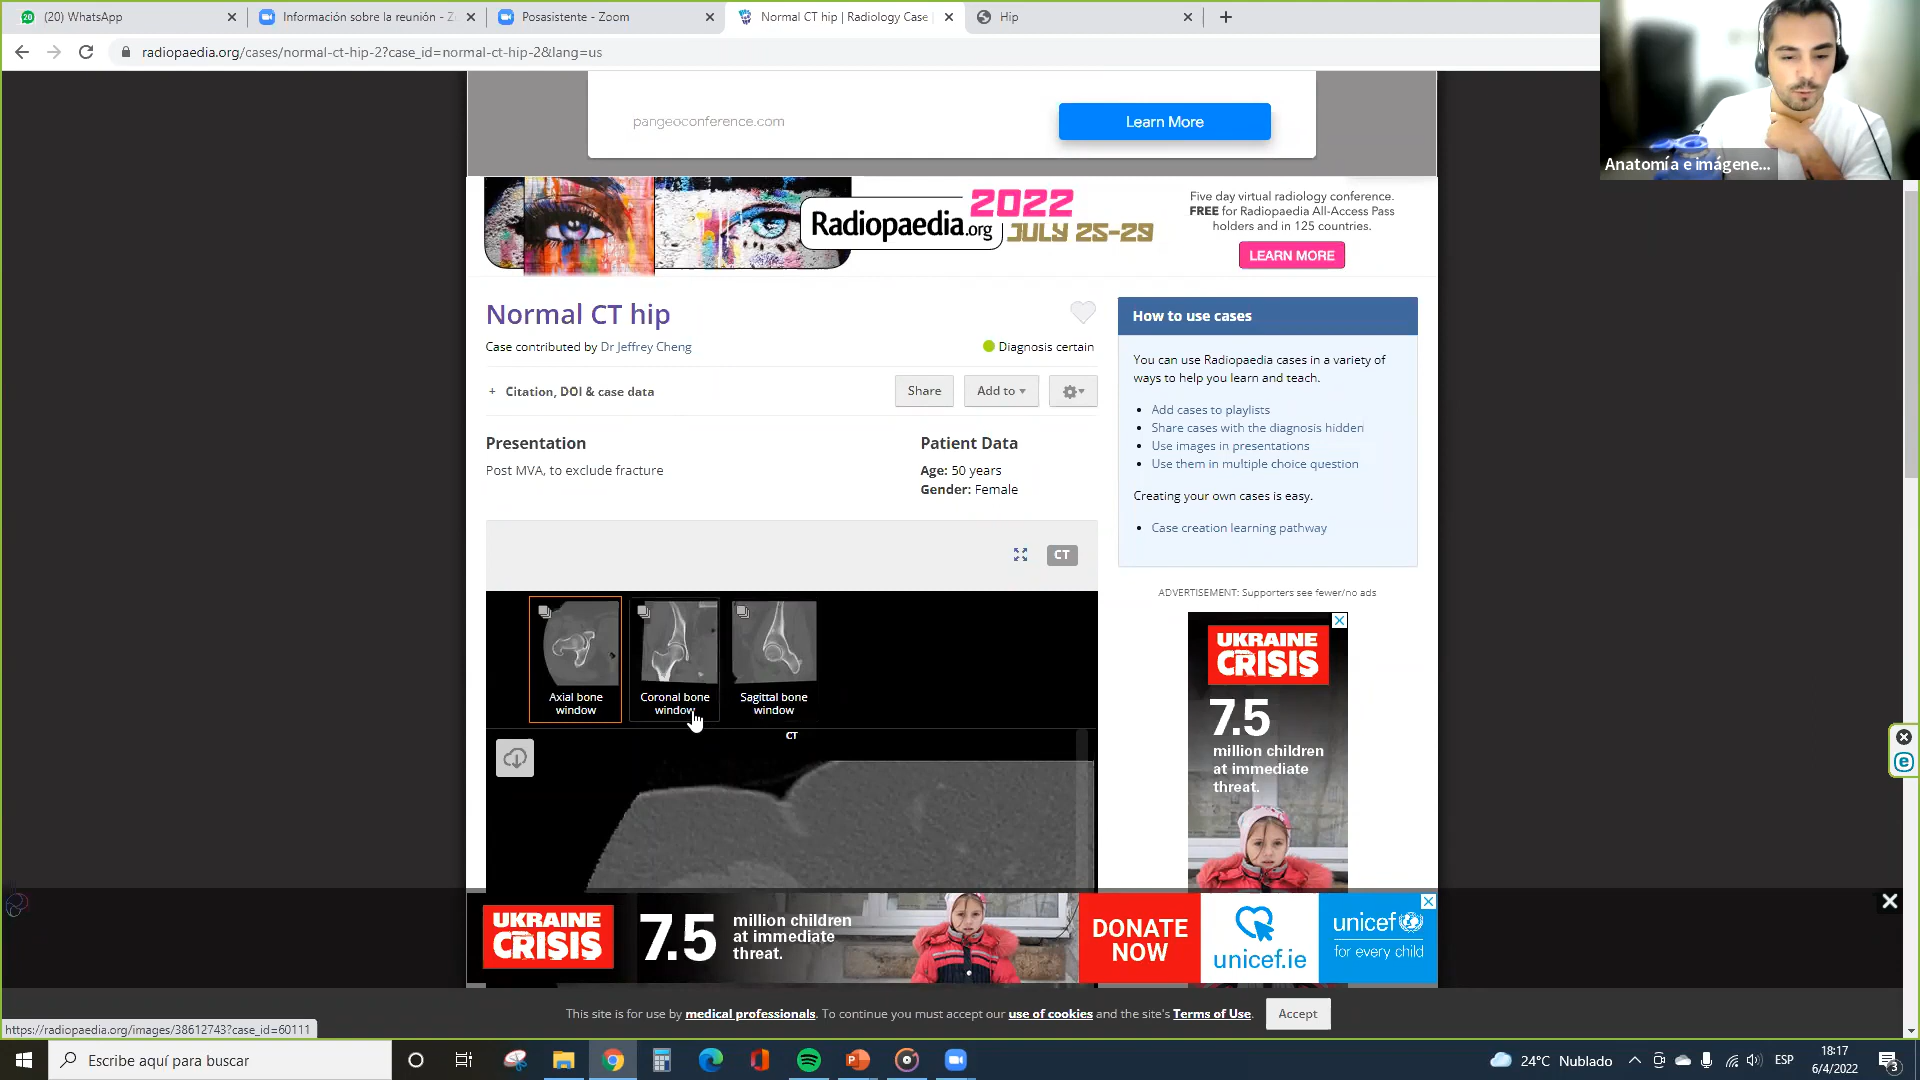 (20) WhatsApp
Información sobre la reunión - Z
Posasistente - Zoom
Normal CT hip | Radiology Case
Hip
radiopaedia.org/cases/normal-ct-hip-2?case_id=normal-ct-hip-2&lang=us
Anatomía e imágene...
pangeoconference.com
Learn More
Radiopaedia.org
2022
JULY 25-29
Five day virtual radiology conference.
FREE for Radiopaedia All-Access Pass
holders and in 125 countries.
LEARN MORE
Normal CT hip
Case contributed by Dr Jeffrey Cheng
Diagnosis certain
+ Citation, DOI & case data
Share
Add to
Presentation
Post MVA, to exclude fracture
Patient Data
Age: 50 years
Gender: Female
CT
Axial bone
window
Coronal bone
window
Sagittal bone
window
CT
How to use cases
You can use Radiopaedia cases in a variety of
ways to help you learn and teach.
• Add cases to playlists
• Share cases with the diagnosis hidden
• Use images in presentations
• Use them in multiple choice question
Creating your own cases is easy.
• Case creation learning pathway
ADVERTISEMENT: Supporters see fewer/no ads
UKRAINE
CRISIS
7.5
million children
at immediate
threat.
UKRAINE
CRISIS
7.5
million children
at immediate
threat.
DONATE
NOW
unicef.ie
unicef
for every child
This site is for use by medical professionals. To continue you must accept our use of cookies and the site's Terms of Use.
Accept
https://radiopaedia.org/images/38612743?case_id=60111
Escribe aquí para buscar
24°C Nublado
ESP
18:17
6/4/2022
3